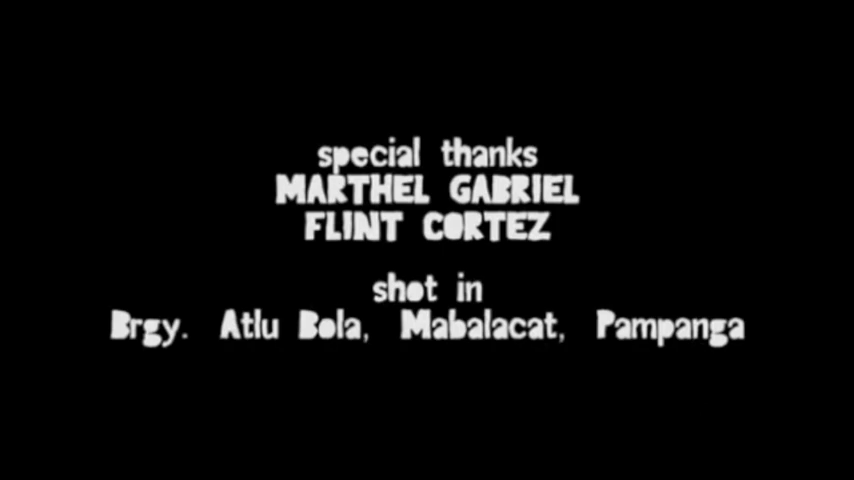 special thanks
MARTHEL GABRIEL
FLINT CORTEZ
shot in
Brgy. Atlu Bola, Mabalacat, Pampanga